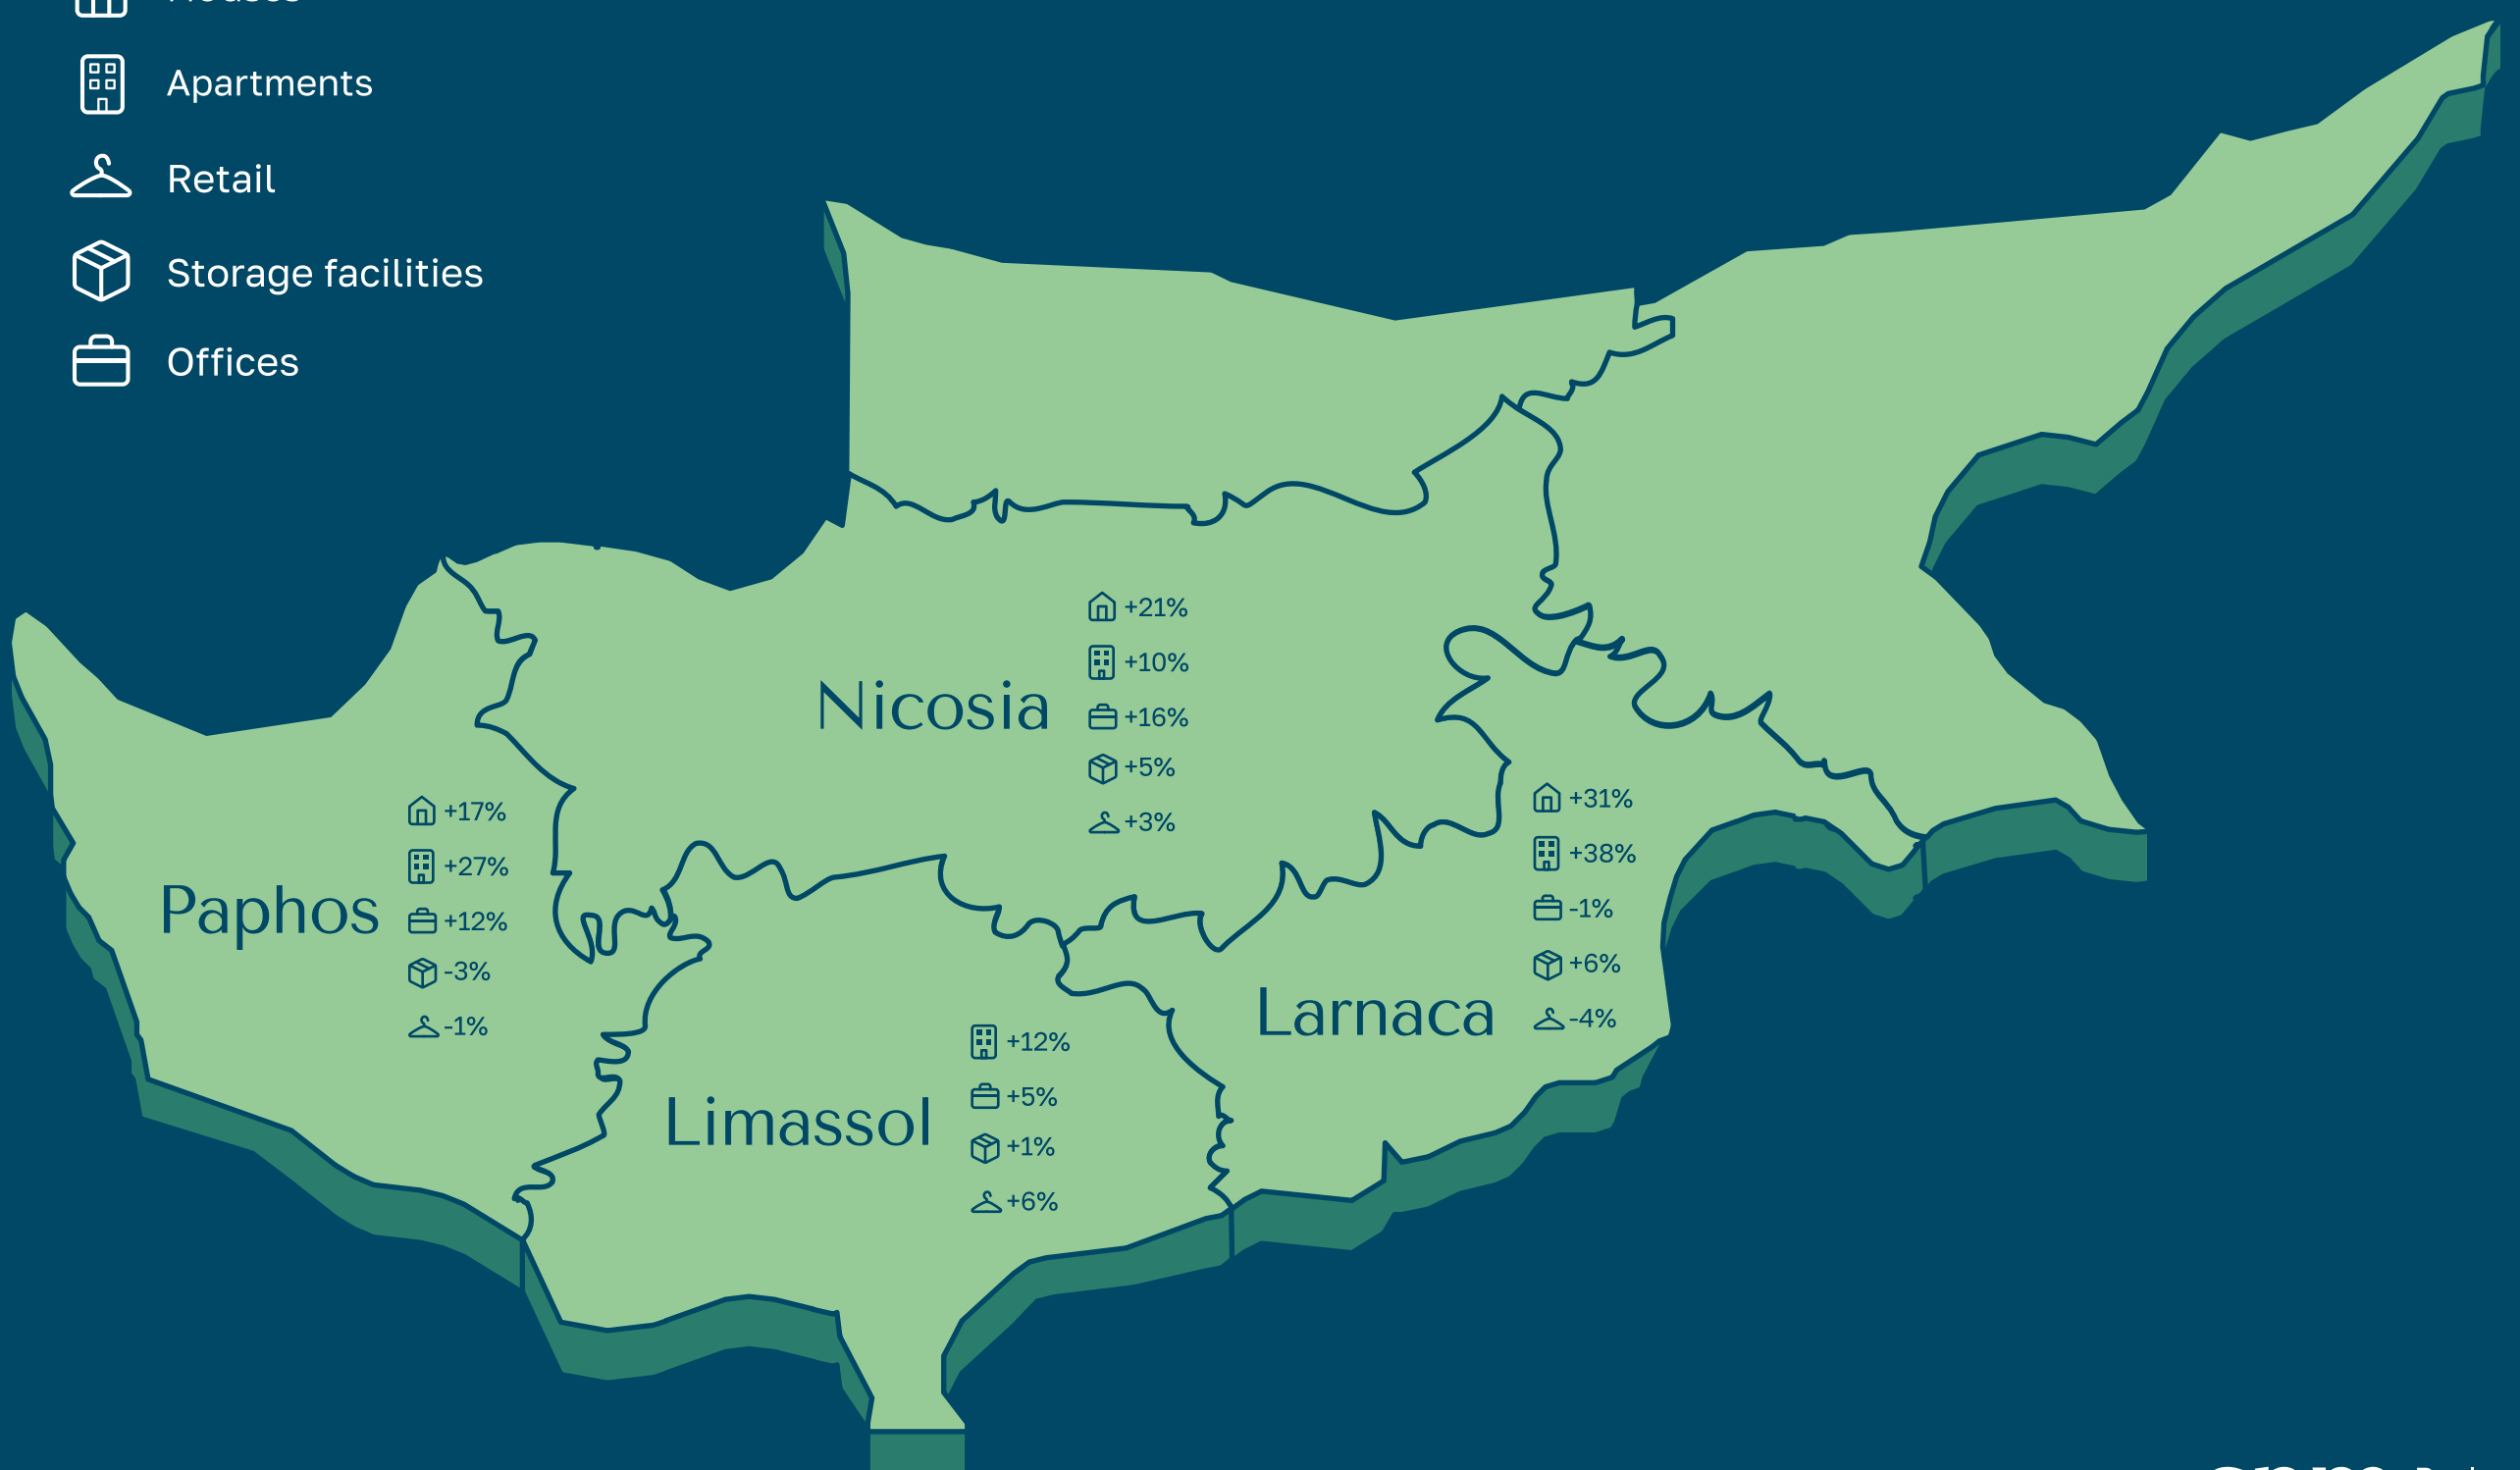 Houses
Apartments
Retail
Storage facilities
Offices
Nicosia
+21%
+10%
+16%
+5%
+3%
Paphos
+17%
+27%
+12%
-3%
-1%
Larnaca
+31%
+38%
-1%
+6%
-4%
Limassol
+12%
+5%
+1%
+6%